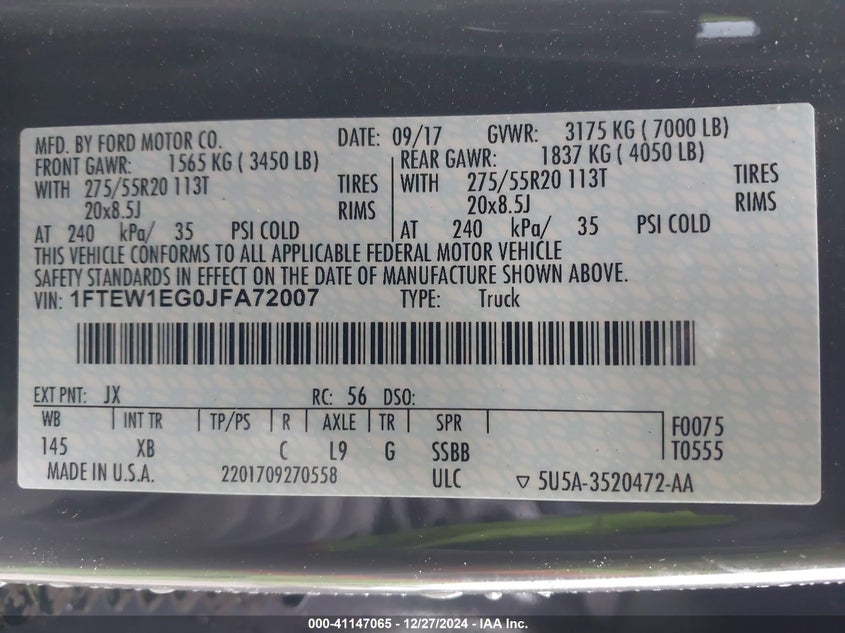 MFD. BY FORD MOTOR CO. DATE: 09/17 GVWR: 3175 KG ( 7000 LB)
FRONT GAWR: 1565 KG ( 3450 LB) REAR GAWR: 1837 KG ( 4050 LB)
WITH 275/55R20 113T TIRES WITH 275/55R20 113T TIRES
20x8.5J RIMS 20x8.5J RIMS
AT 240 kPa/ 35 PSI COLD AT 240 kPa/ 35 PSI COLD
THIS VEHICLE CONFORMS TO ALL APPLICABLE FEDERAL MOTOR VEHICLE
SAFETY STANDARDS IN EFFECT ON THE DATE OF MANUFACTURE SHOWN ABOVE.
VIN: 1FTEW1EG0JFA72007 TYPE: Truck
EXT PNT: JX RC: 56 DSO:
WB INT TR TP/PS R AXLE TR SPR F0075
145 XB C L9 G SSBB T0555
MADE IN U.S.A. 2201709270558 ULC ▽ 5U5A-3520472-AA
000-41147065 - 12/27/2024 - IAA Inc.